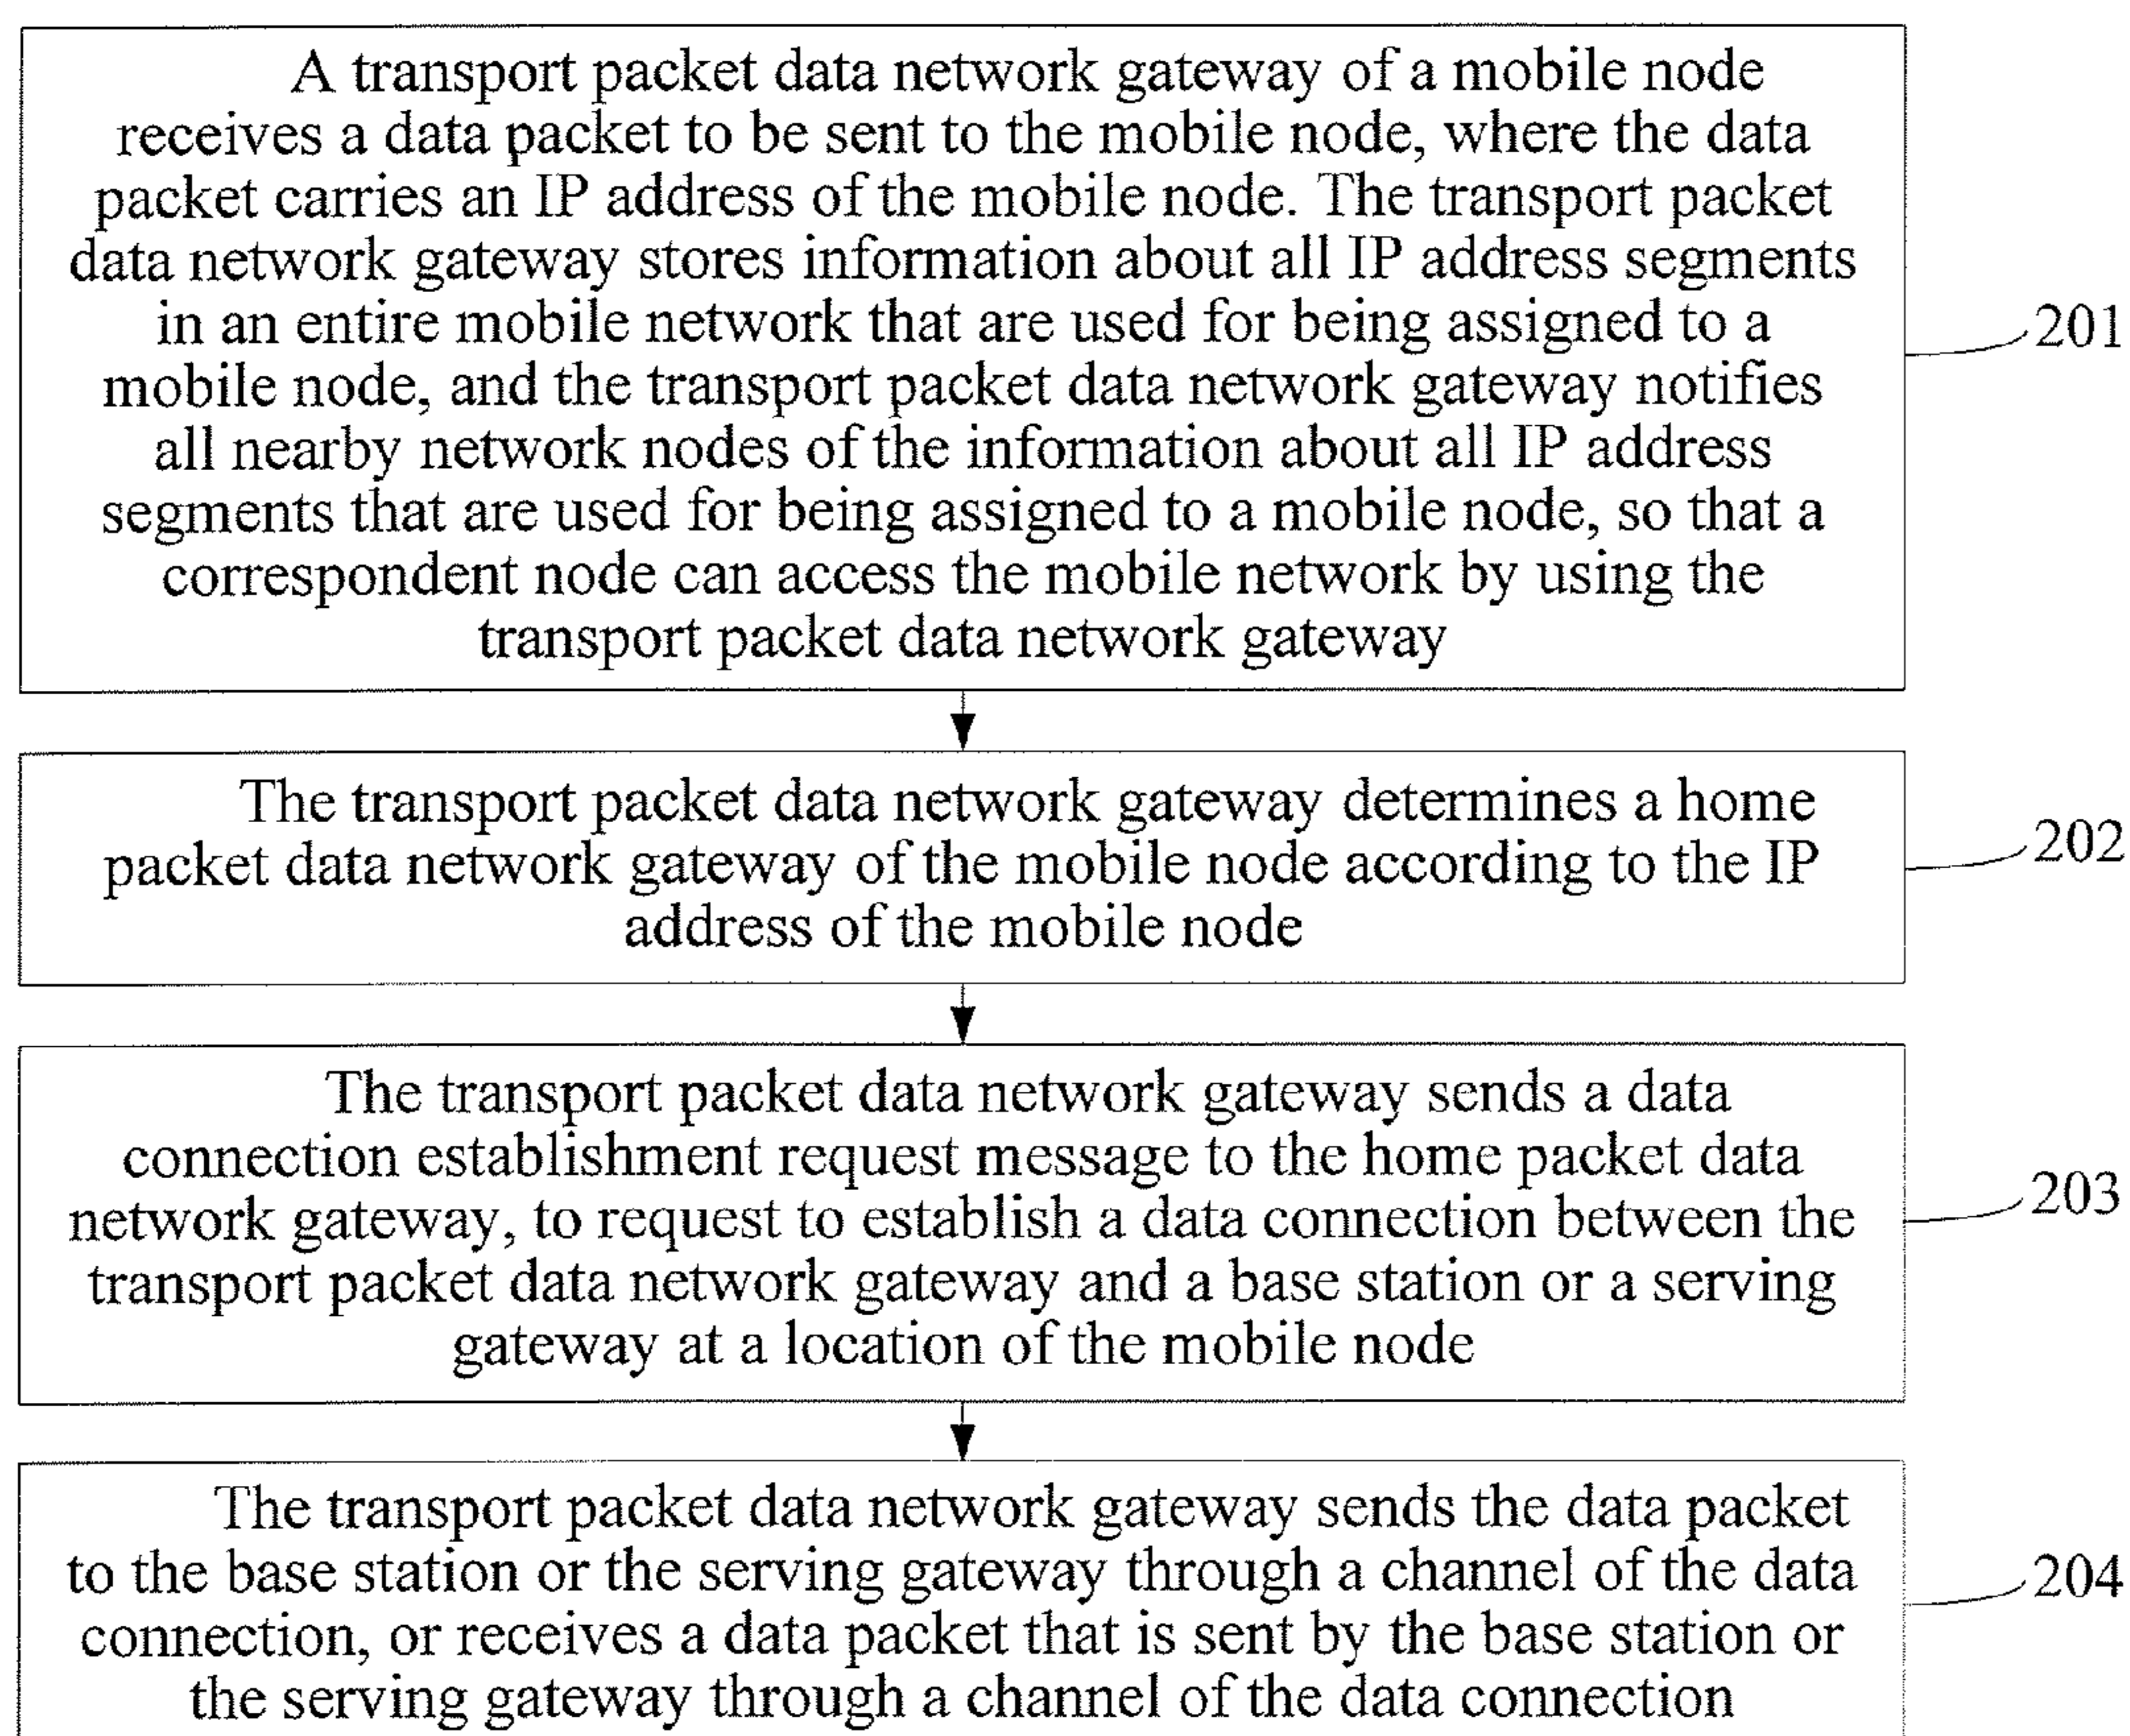 A transport packet data network gateway of a mobile node
receives a data packet to be sent to the mobile node, where the data
packet carries an IP address of the mobile node. The transport packet
data network gateway stores information about all IP address segments
in an entire mobile network that are used for being assigned to a
mobile node, and the transport packet data network gateway notifies
all nearby network nodes of the information about all IP address
segments that are used for being assigned to a mobile node, so that a
correspondent node can access the mobile network by using the
transport packet data network gateway
201
The transport packet data network gateway determines a home
packet data network gateway of the mobile node according to the IP
address of the mobile node
202
The transport packet data network gateway sends a data
connection establishment request message to the home packet data
network gateway, to request to establish a data connection between the
transport packet data network gateway and a base station or a serving
gateway at a location of the mobile node
203
The transport packet data network gateway sends the data packet
to the base station or the serving gateway through a channel of the data
connection, or receives a data packet that is sent by the base station or
the serving gateway through a channel of the data connection
204